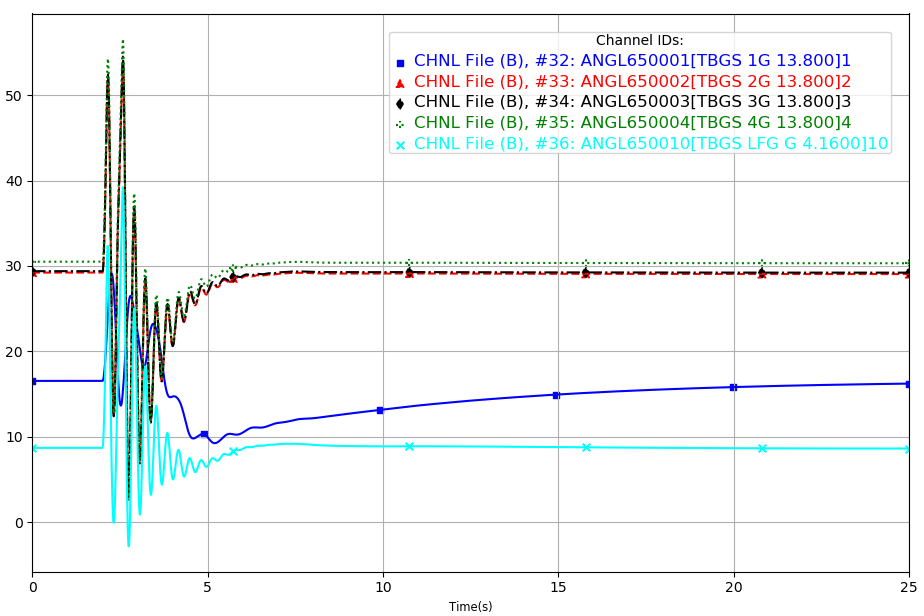 Channel IDs:
CHNL File (B), #32: ANGL650001[TBGS 1G 13.800]1
CHNL File (B), #33: ANGL650002[TBGS 2G 13.800]2
CHNL File (B), #34: ANGL650003[TBGS 3G 13.800]3
CHNL File (B), #35: ANGL650004[TBGS 4G 13.800]4
CHNL File (B), #36: ANGL650010[TBGS LFG G 4.1600]10
50
40
30
20
10
0
0 5 10 15 20 25
Time(s)